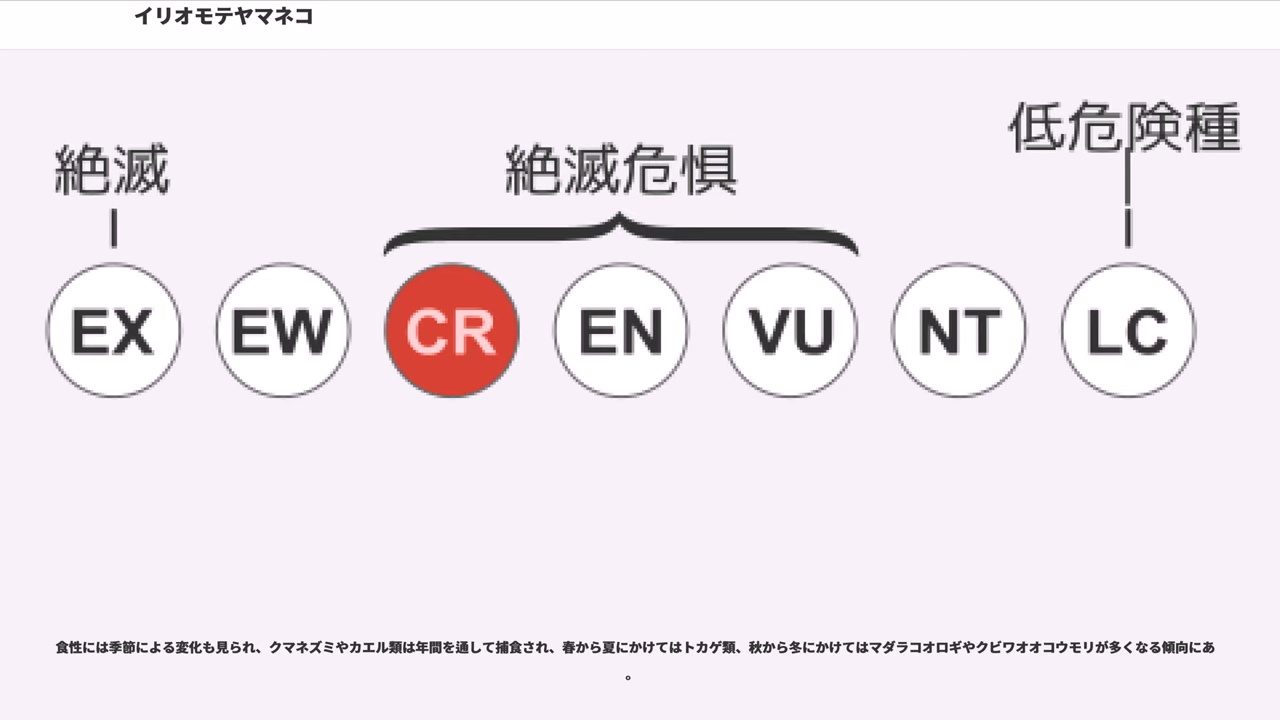 イリオモテヤマネコ
低危険種
絶滅
絶滅危惧
EX EW CR EN VU NT LC
食性には季節による変化も見られ、クマネズミやカエル類は年間を通して捕食され、春から夏にかけてはトカゲ類、秋から冬にかけてはマダラコオロギやクビワオオコウモリが多くなる傾向にあ
。